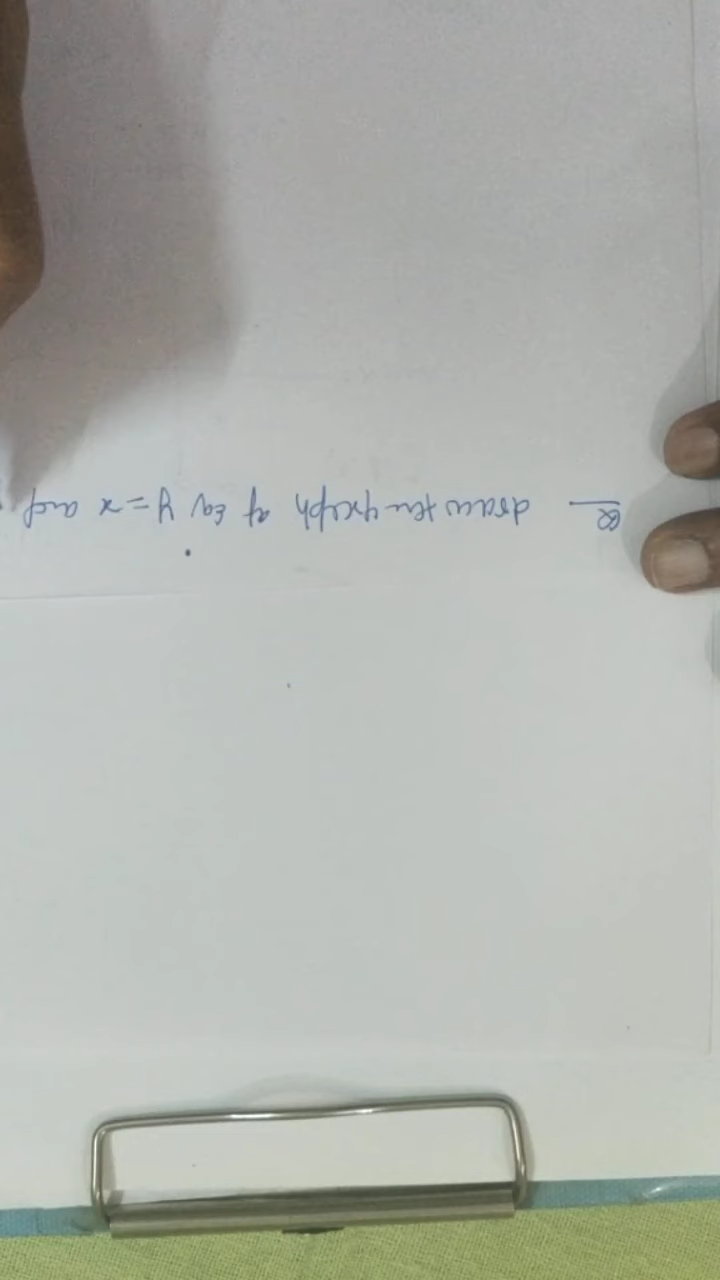 Q draw the graph of Eq y = x and